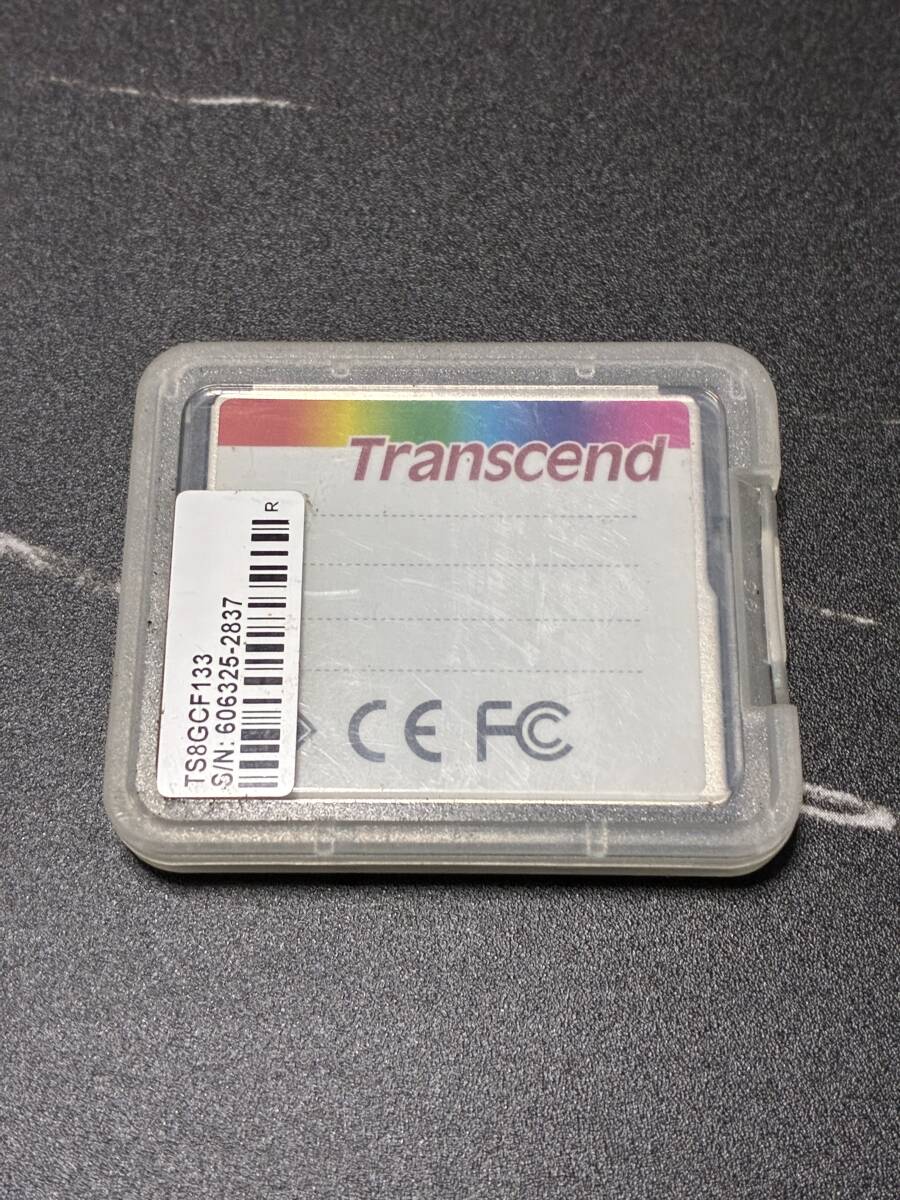 Transcend
R
TS8GCF133
S/N: 606325-2837
CE FC